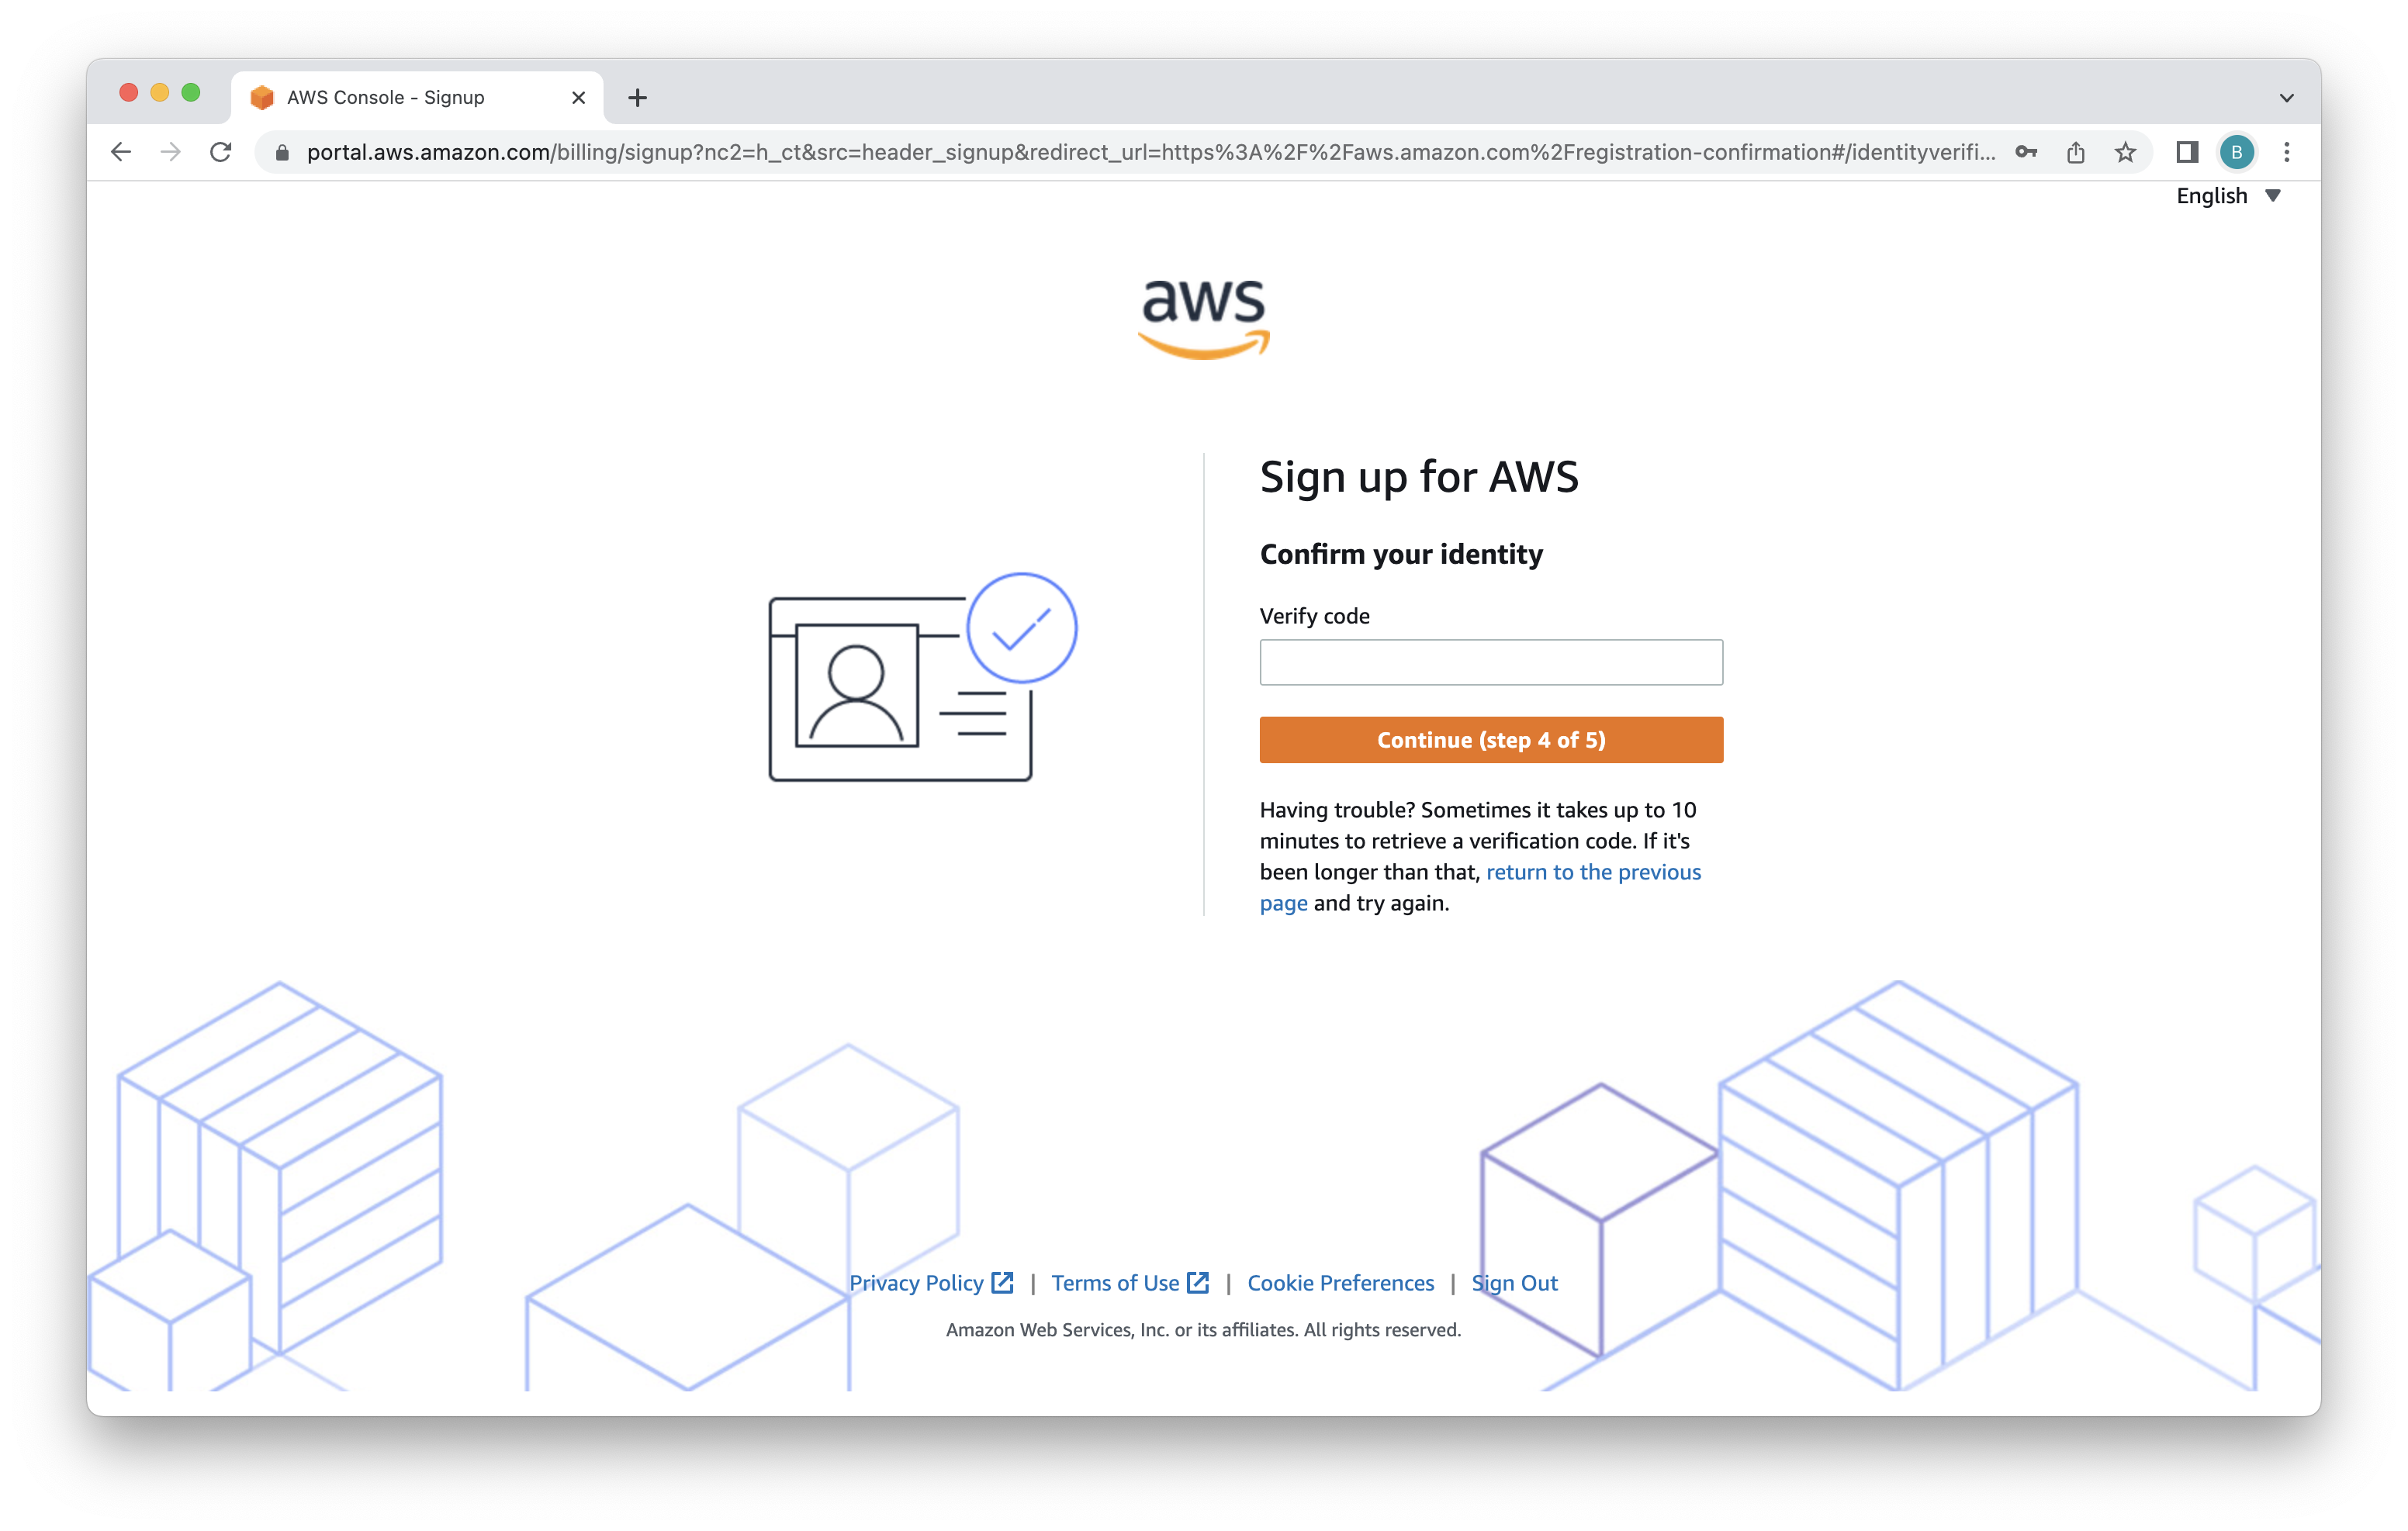 AWS Console - Signup
portal.aws.amazon.com/billing/signup?nc2=h_ct&src=header_signup&redirect_url=https%3A%2F%2Faws.amazon.com%2Fregistration-confirmation#/identityverifi...
B
English
aws
Sign up for AWS
Confirm your identity
Verify code
Continue (step 4 of 5)
Having trouble? Sometimes it takes up to 10
minutes to retrieve a verification code. If it's
been longer than that, return to the previous
page and try again.
Privacy Policy | Terms of Use | Cookie Preferences | Sign Out
Amazon Web Services, Inc. or its affiliates. All rights reserved.